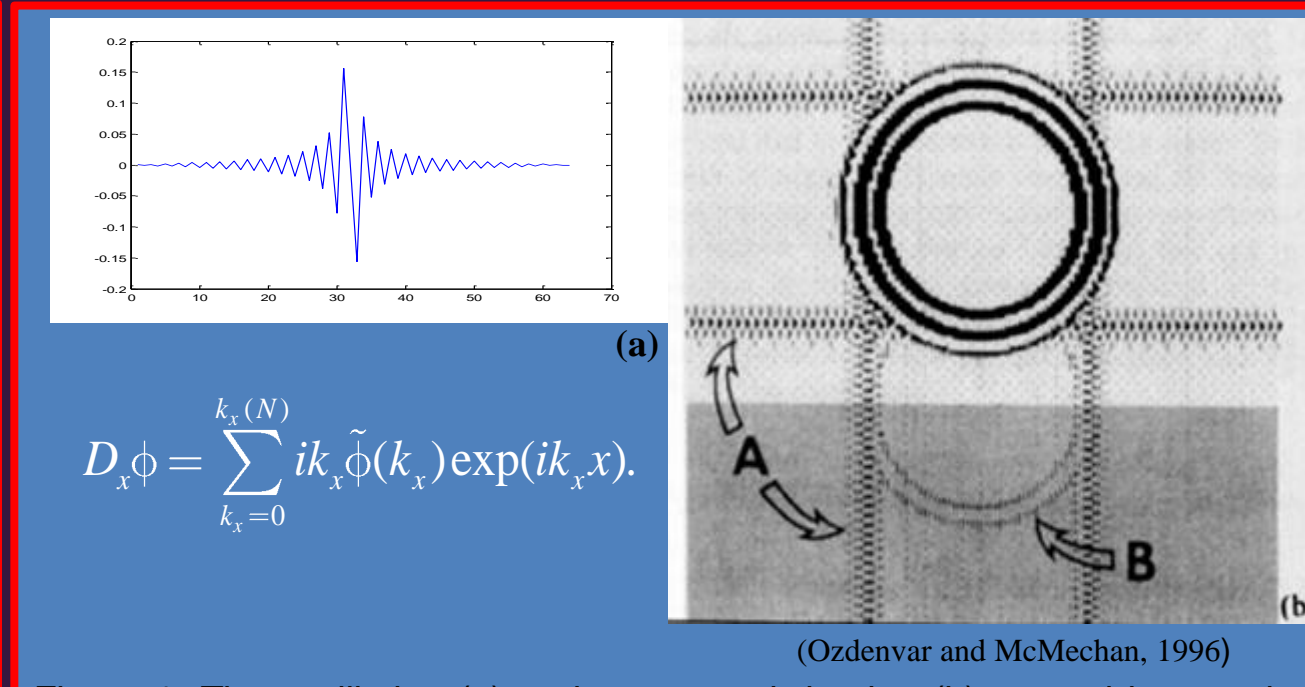 0.2
0.15
0.1
0.05
0
-0.05
-0.1
-0.15
-0.2
0 10 20 30 40 50 60 70
(a)
D_xϕ = ∑_{k_x=0}^{k_x(N)} ik_x ϕ̃(k_x)exp(ik_x x).
A
B
(b
(Ozdenvar and McMechan, 1996)